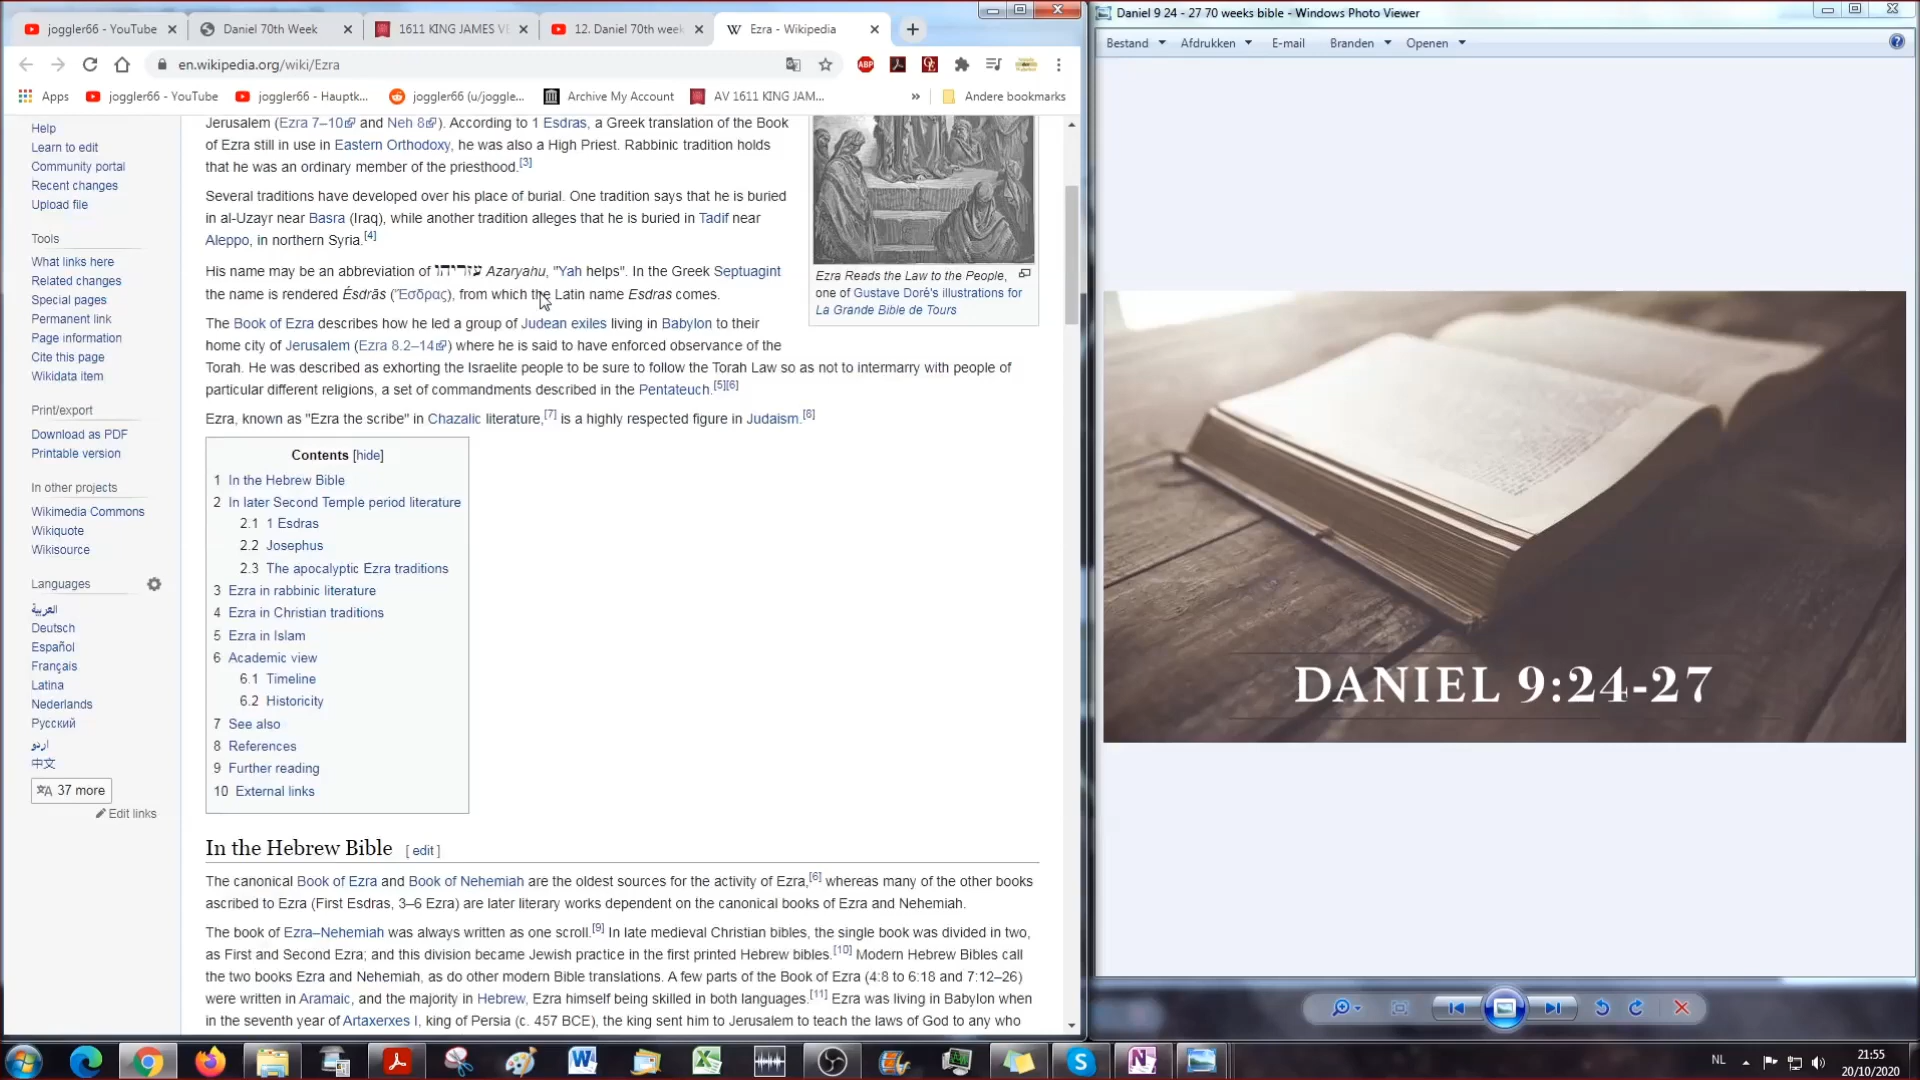 joggler66 - YouTube
Daniel 70th Week
1611 KING JAMES VE
12. Daniel 70th week
Ezra - Wikipedia
en.wikipedia.org/wiki/Ezra
Apps
joggler66 - YouTube
joggler66 - Hauptk...
joggler66 (u/joggle...
Archive My Account
AV 1611 KING JAM...
»
Andere bookmarks
Help
Learn to edit
Community portal
Recent changes
Upload file
Tools
What links here
Related changes
Special pages
Permanent link
Page information
Cite this page
Wikidata item
Print/export
Download as PDF
Printable version
In other projects
Wikimedia Commons
Wikiquote
Wikisource
Languages
العربية
Deutsch
Español
Français
Latina
Nederlands
Русский
اردو
中文
37 more
Edit links
Jerusalem (Ezra 7–10 and Neh 8). According to 1 Esdras, a Greek translation of the Book
of Ezra still in use in Eastern Orthodoxy, he was also a High Priest. Rabbinic tradition holds
that he was an ordinary member of the priesthood.[3]
Several traditions have developed over his place of burial. One tradition says that he is buried
in al-Uzayr near Basra (Iraq), while another tradition alleges that he is buried in Tadif near
Aleppo, in northern Syria.[4]
His name may be an abbreviation of עזריהו Azaryahu, "Yah helps". In the Greek Septuagint
the name is rendered Ésdrās (Ἔσδρας), from which the Latin name Esdras comes.
The Book of Ezra describes how he led a group of Judean exiles living in Babylon to their
home city of Jerusalem (Ezra 8.2–14) where he is said to have enforced observance of the
Torah. He was described as exhorting the Israelite people to be sure to follow the Torah Law so as not to intermarry with people of
particular different religions, a set of commandments described in the Pentateuch.[5][6]
Ezra, known as "Ezra the scribe" in Chazalic literature,[7] is a highly respected figure in Judaism.[8]
Ezra Reads the Law to the People,
one of Gustave Doré's illustrations for
La Grande Bible de Tours
Contents [hide]
1 In the Hebrew Bible
2 In later Second Temple period literature
2.1 1 Esdras
2.2 Josephus
2.3 The apocalyptic Ezra traditions
3 Ezra in rabbinic literature
4 Ezra in Christian traditions
5 Ezra in Islam
6 Academic view
6.1 Timeline
6.2 Historicity
7 See also
8 References
9 Further reading
10 External links
In the Hebrew Bible [ edit ]
The canonical Book of Ezra and Book of Nehemiah are the oldest sources for the activity of Ezra,[6] whereas many of the other books
ascribed to Ezra (First Esdras, 3–6 Ezra) are later literary works dependent on the canonical books of Ezra and Nehemiah.
The book of Ezra–Nehemiah was always written as one scroll.[9] In late medieval Christian bibles, the single book was divided in two,
as First and Second Ezra; and this division became Jewish practice in the first printed Hebrew bibles.[10] Modern Hebrew Bibles call
the two books Ezra and Nehemiah, as do other modern Bible translations. A few parts of the Book of Ezra (4:8 to 6:18 and 7:12–26)
were written in Aramaic, and the majority in Hebrew, Ezra himself being skilled in both languages.[11] Ezra was living in Babylon when
in the seventh year of Artaxerxes I, king of Persia (c. 457 BCE), the king sent him to Jerusalem to teach the laws of God to any who
Daniel 9 24 - 27 70 weeks bible - Windows Photo Viewer
Bestand
Afdrukken
E-mail
Branden
Openen
DANIEL 9:24-27
NL
21:55
20/10/2020